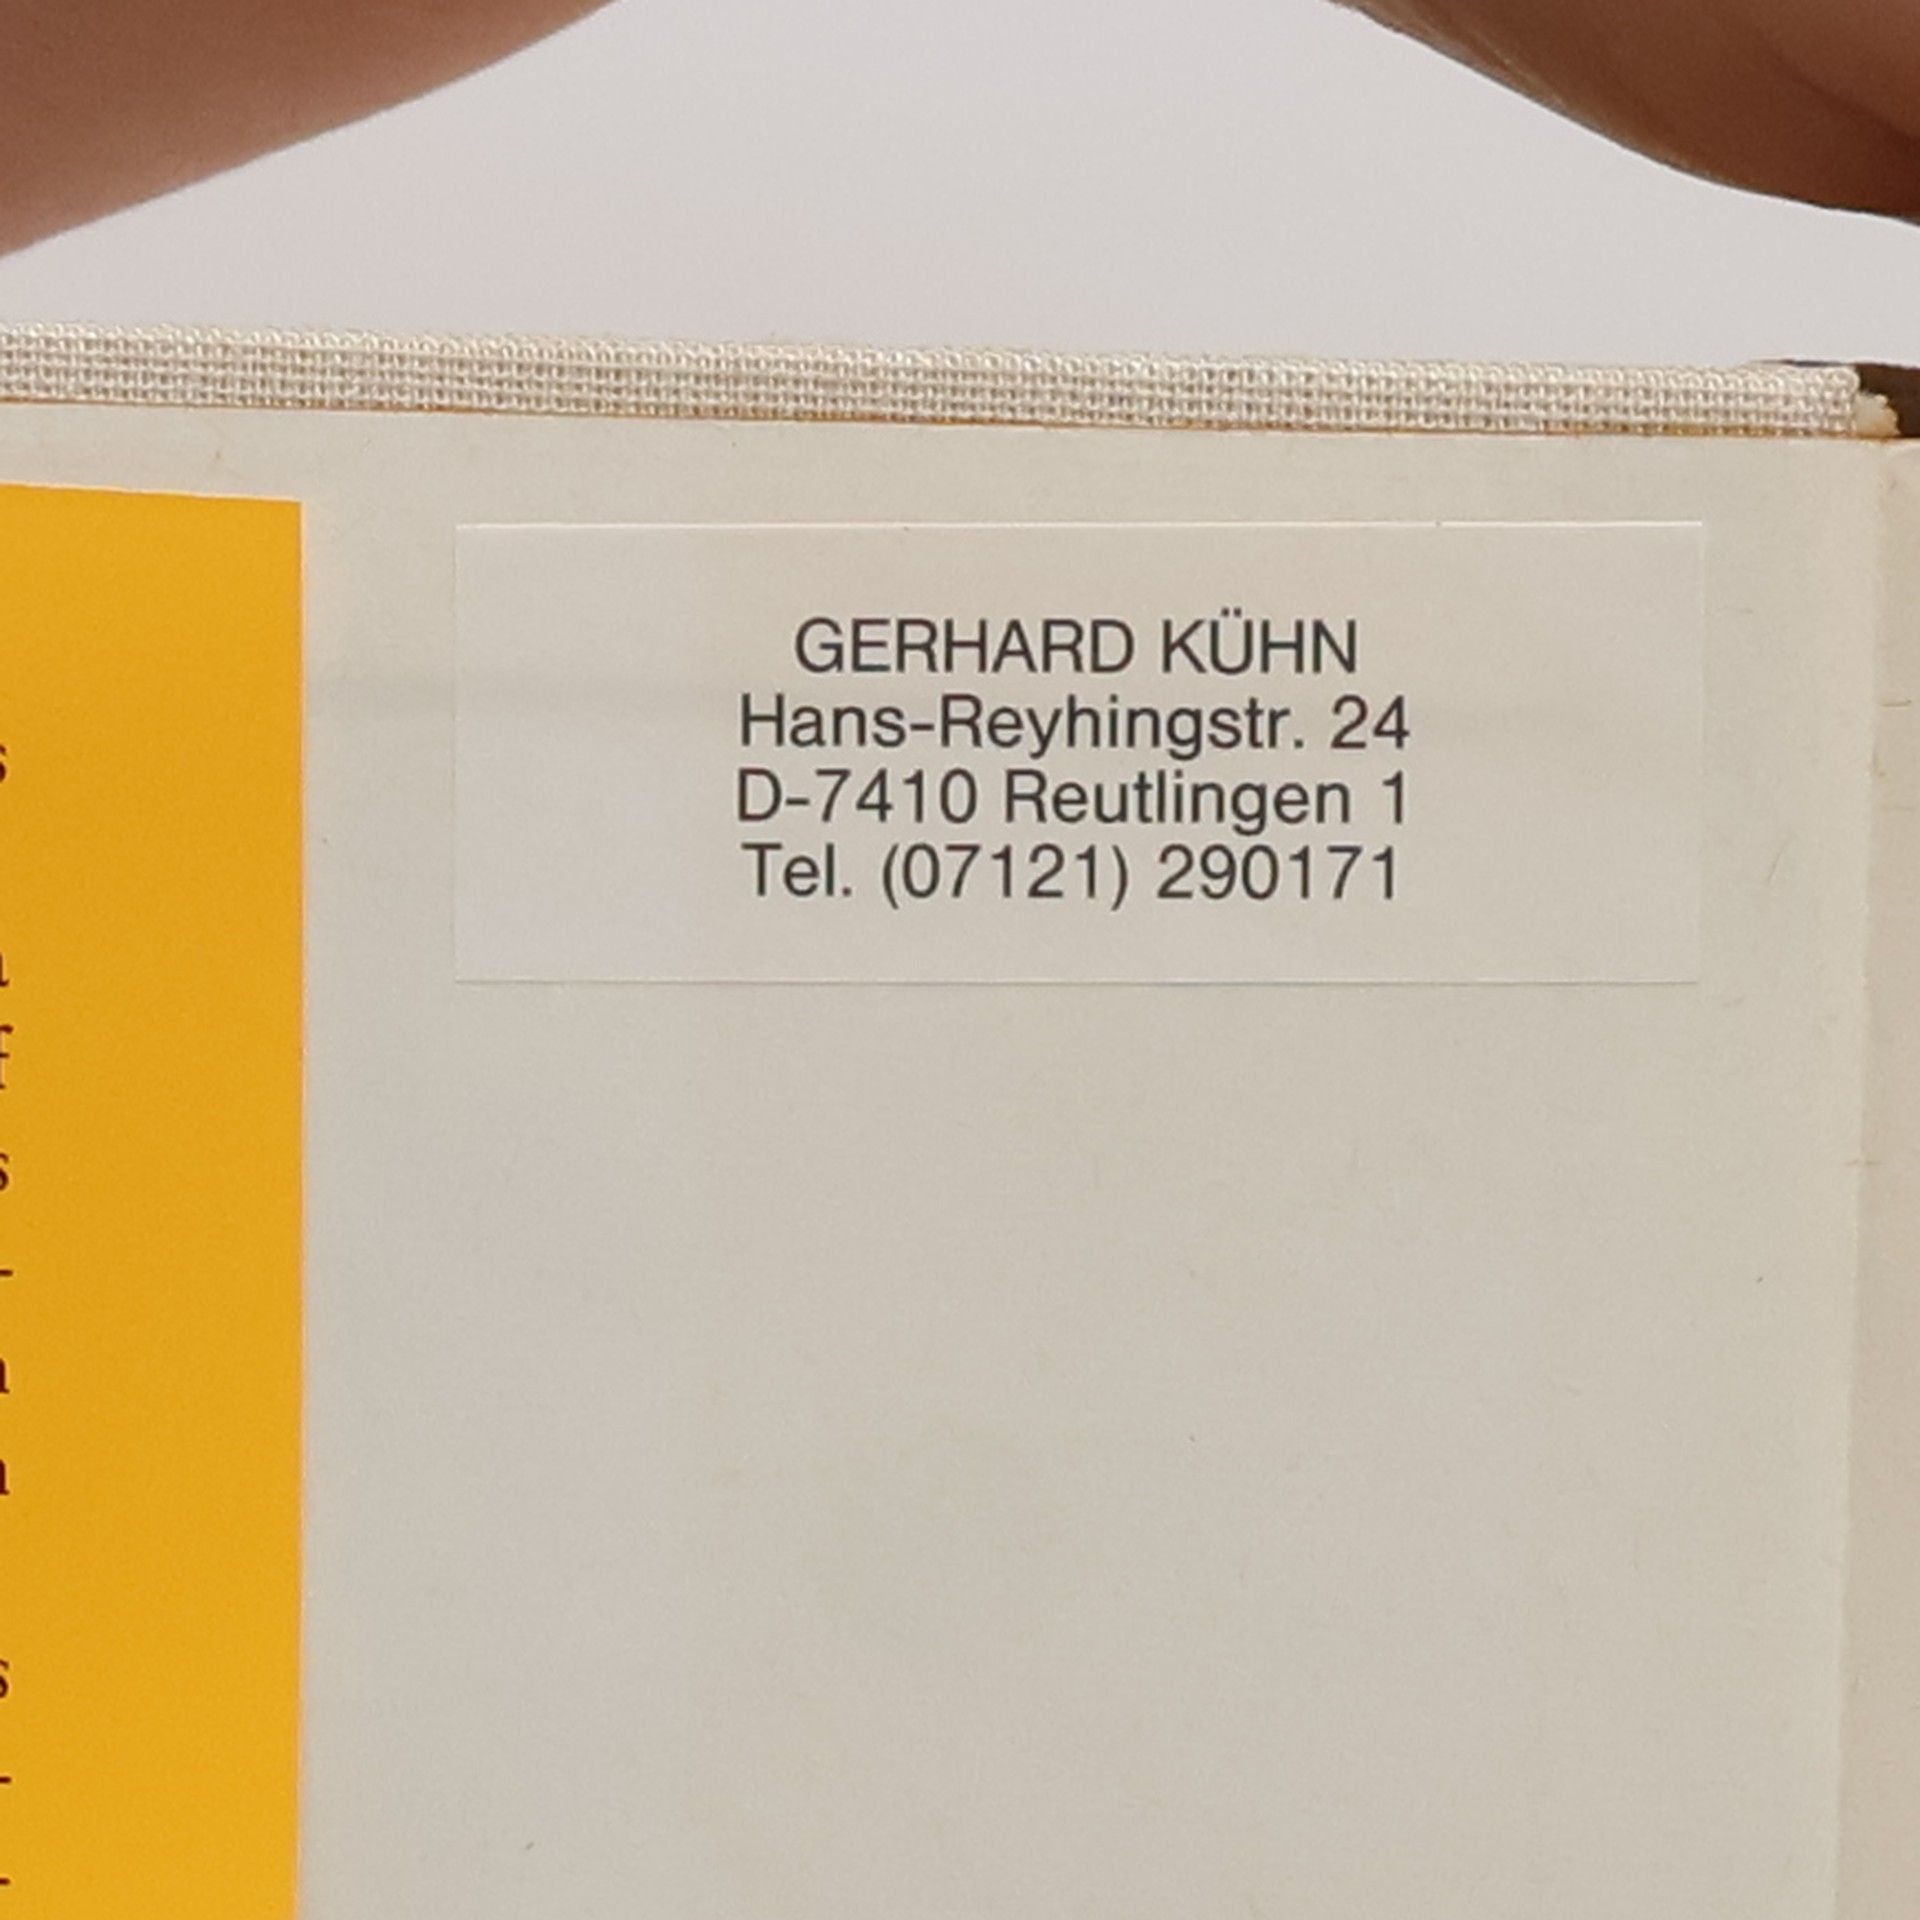 GERHARD KÜHN
Hans-Reyhingstr. 24
D-7410 Reutlingen 1
Tel. (07121) 290171